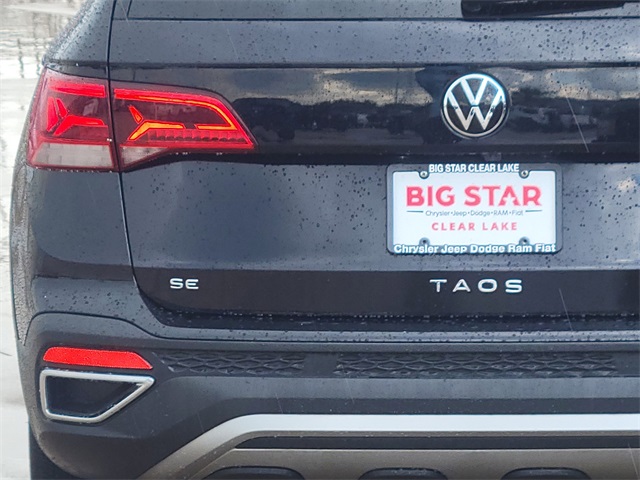 VW
BIG STAR CLEAR LAKE
BIG STAR
Chrysler•Jeep•Dodge•RAM•Fiat
CLEAR LAKE
Chrysler Jeep Dodge Ram Fiat
SE
TAOS